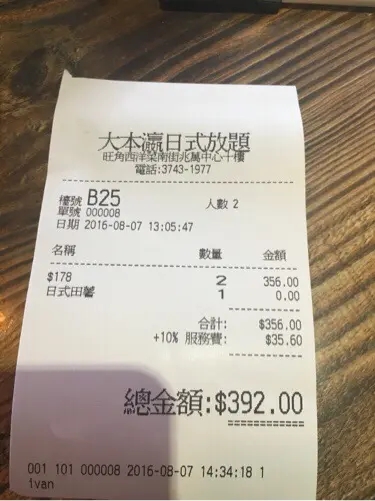 大本瀛日式放題
旺角西洋菜南街兆萬中心十樓
電話:3743-1977
檯號 B25 人數 2
單號 000008
日期 2016-08-07 13:05:47
名稱 數量 金額
$178 2 356.00
日式田薯 1 0.00
合計: $356.00
+10% 服務費: $35.60
總金額:$392.00
001 101 000008 2016-08-07 14:34:18 1
ivan